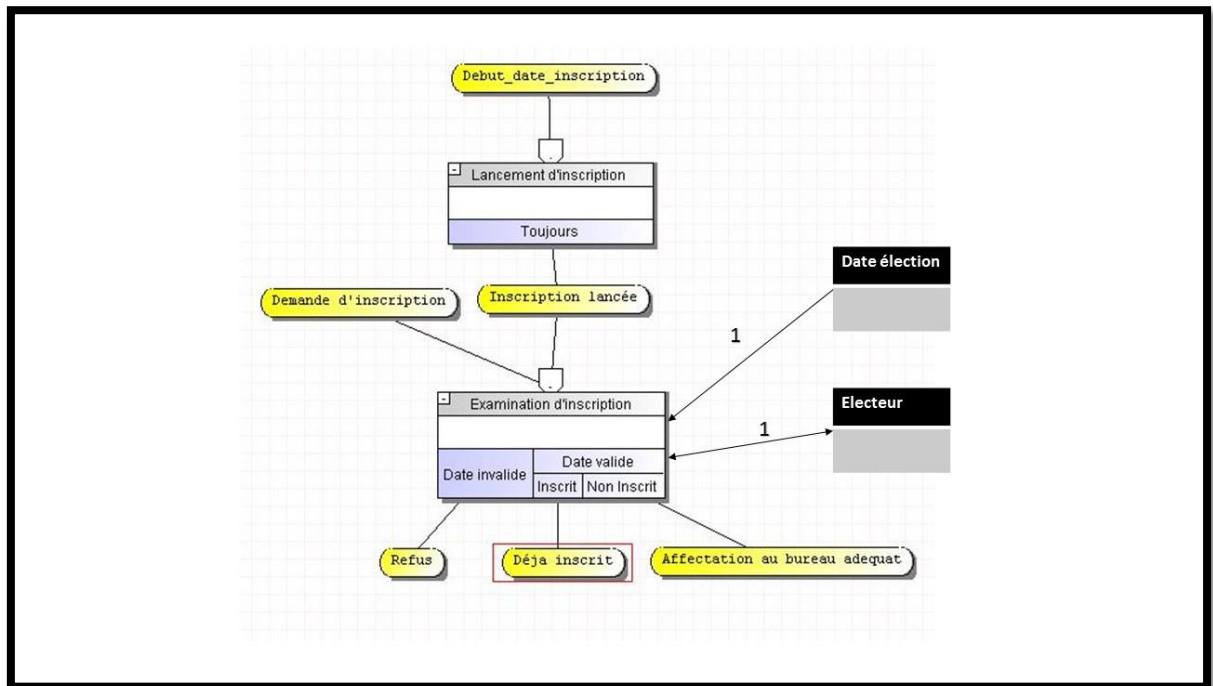 Debut_date_inscription
Lancement d'inscription
Toujours
Date élection
Demande d'inscription
Inscription lancée
1
Examination d'inscription
Electeur
1
Date invalide
Date valide
Inscrit
Non Inscrit
Refus
Déja inscrit
Affectation au bureau adequat